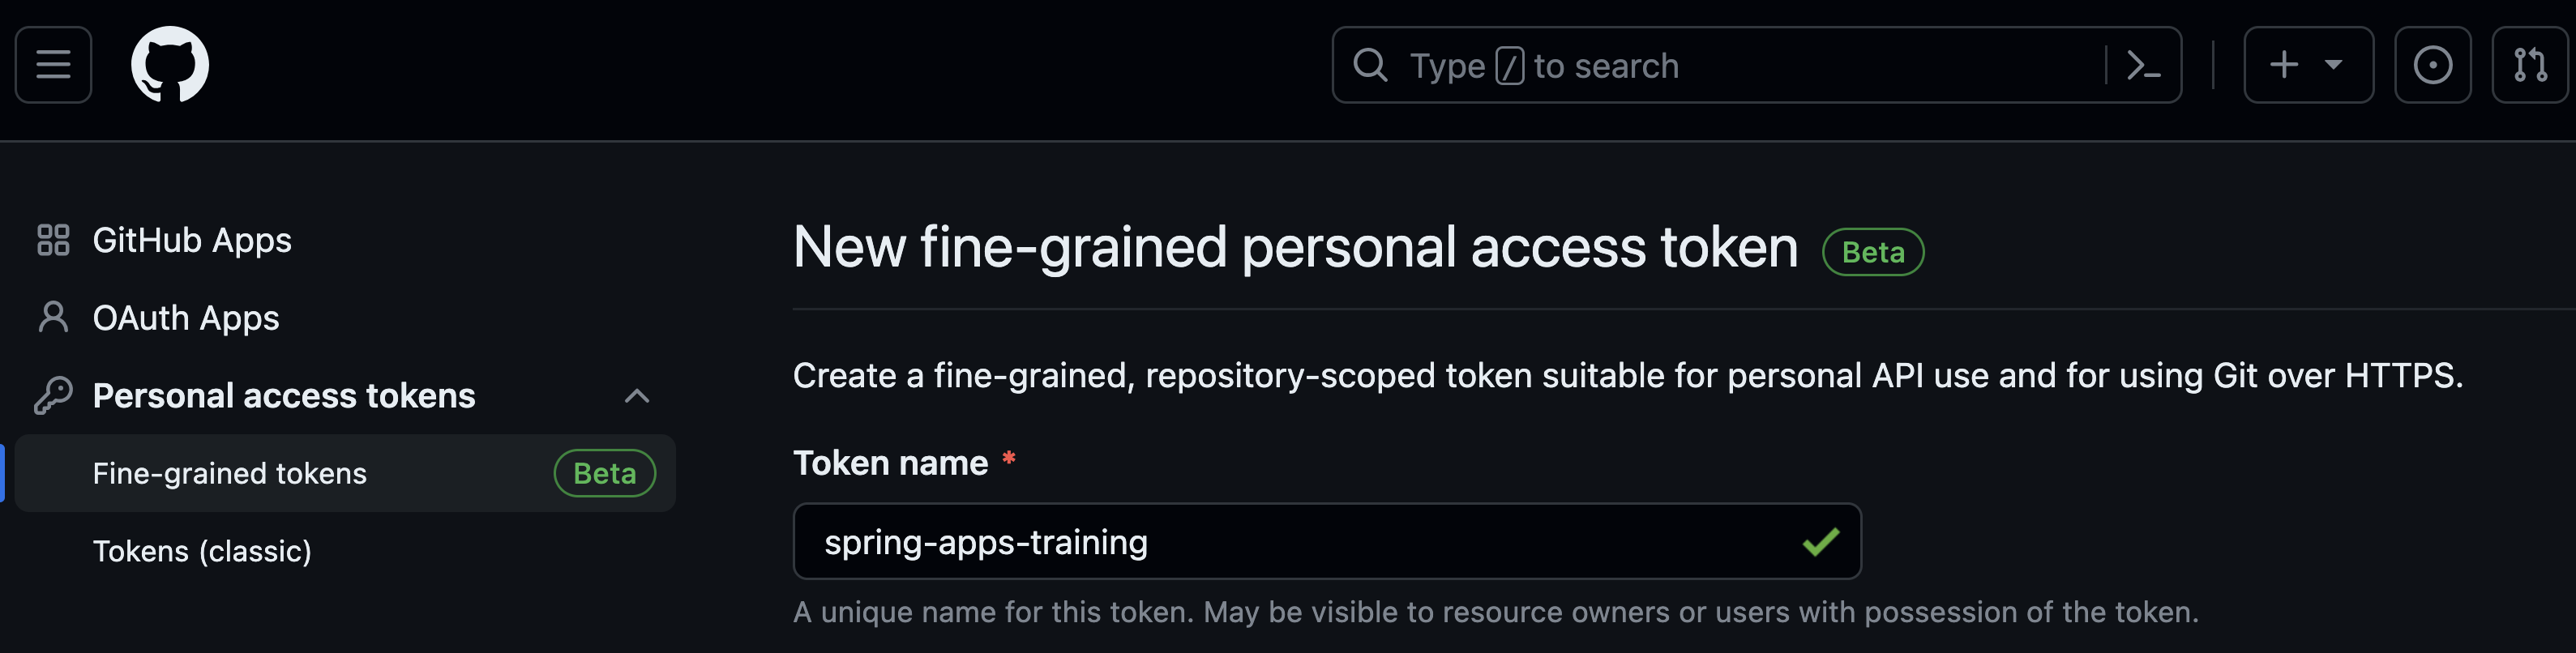 Type / to search
GitHub Apps
OAuth Apps
Personal access tokens
Fine-grained tokens Beta
Tokens (classic)
New fine-grained personal access token Beta
Create a fine-grained, repository-scoped token suitable for personal API use and for using Git over HTTPS.
Token name *
spring-apps-training
A unique name for this token. May be visible to resource owners or users with possession of the token.